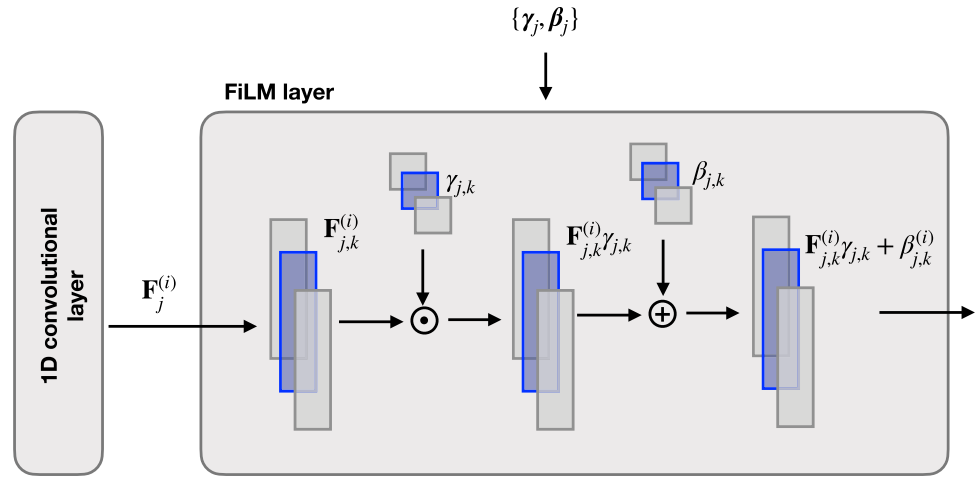 {γ_j, β_j}
FiLM layer
1D convolutional
layer
F_j^(i)
F_{j,k}^(i)
γ_{j,k}
F_{j,k}^(i) γ_{j,k}
β_{j,k}
F_{j,k}^(i) γ_{j,k} + β_{j,k}^(i)